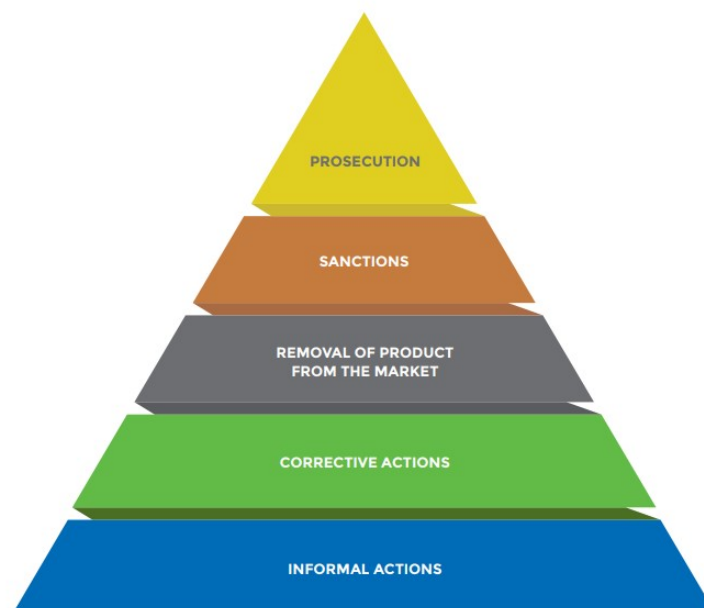 PROSECUTION
SANCTIONS
REMOVAL OF PRODUCT
FROM THE MARKET
CORRECTIVE ACTIONS
INFORMAL ACTIONS